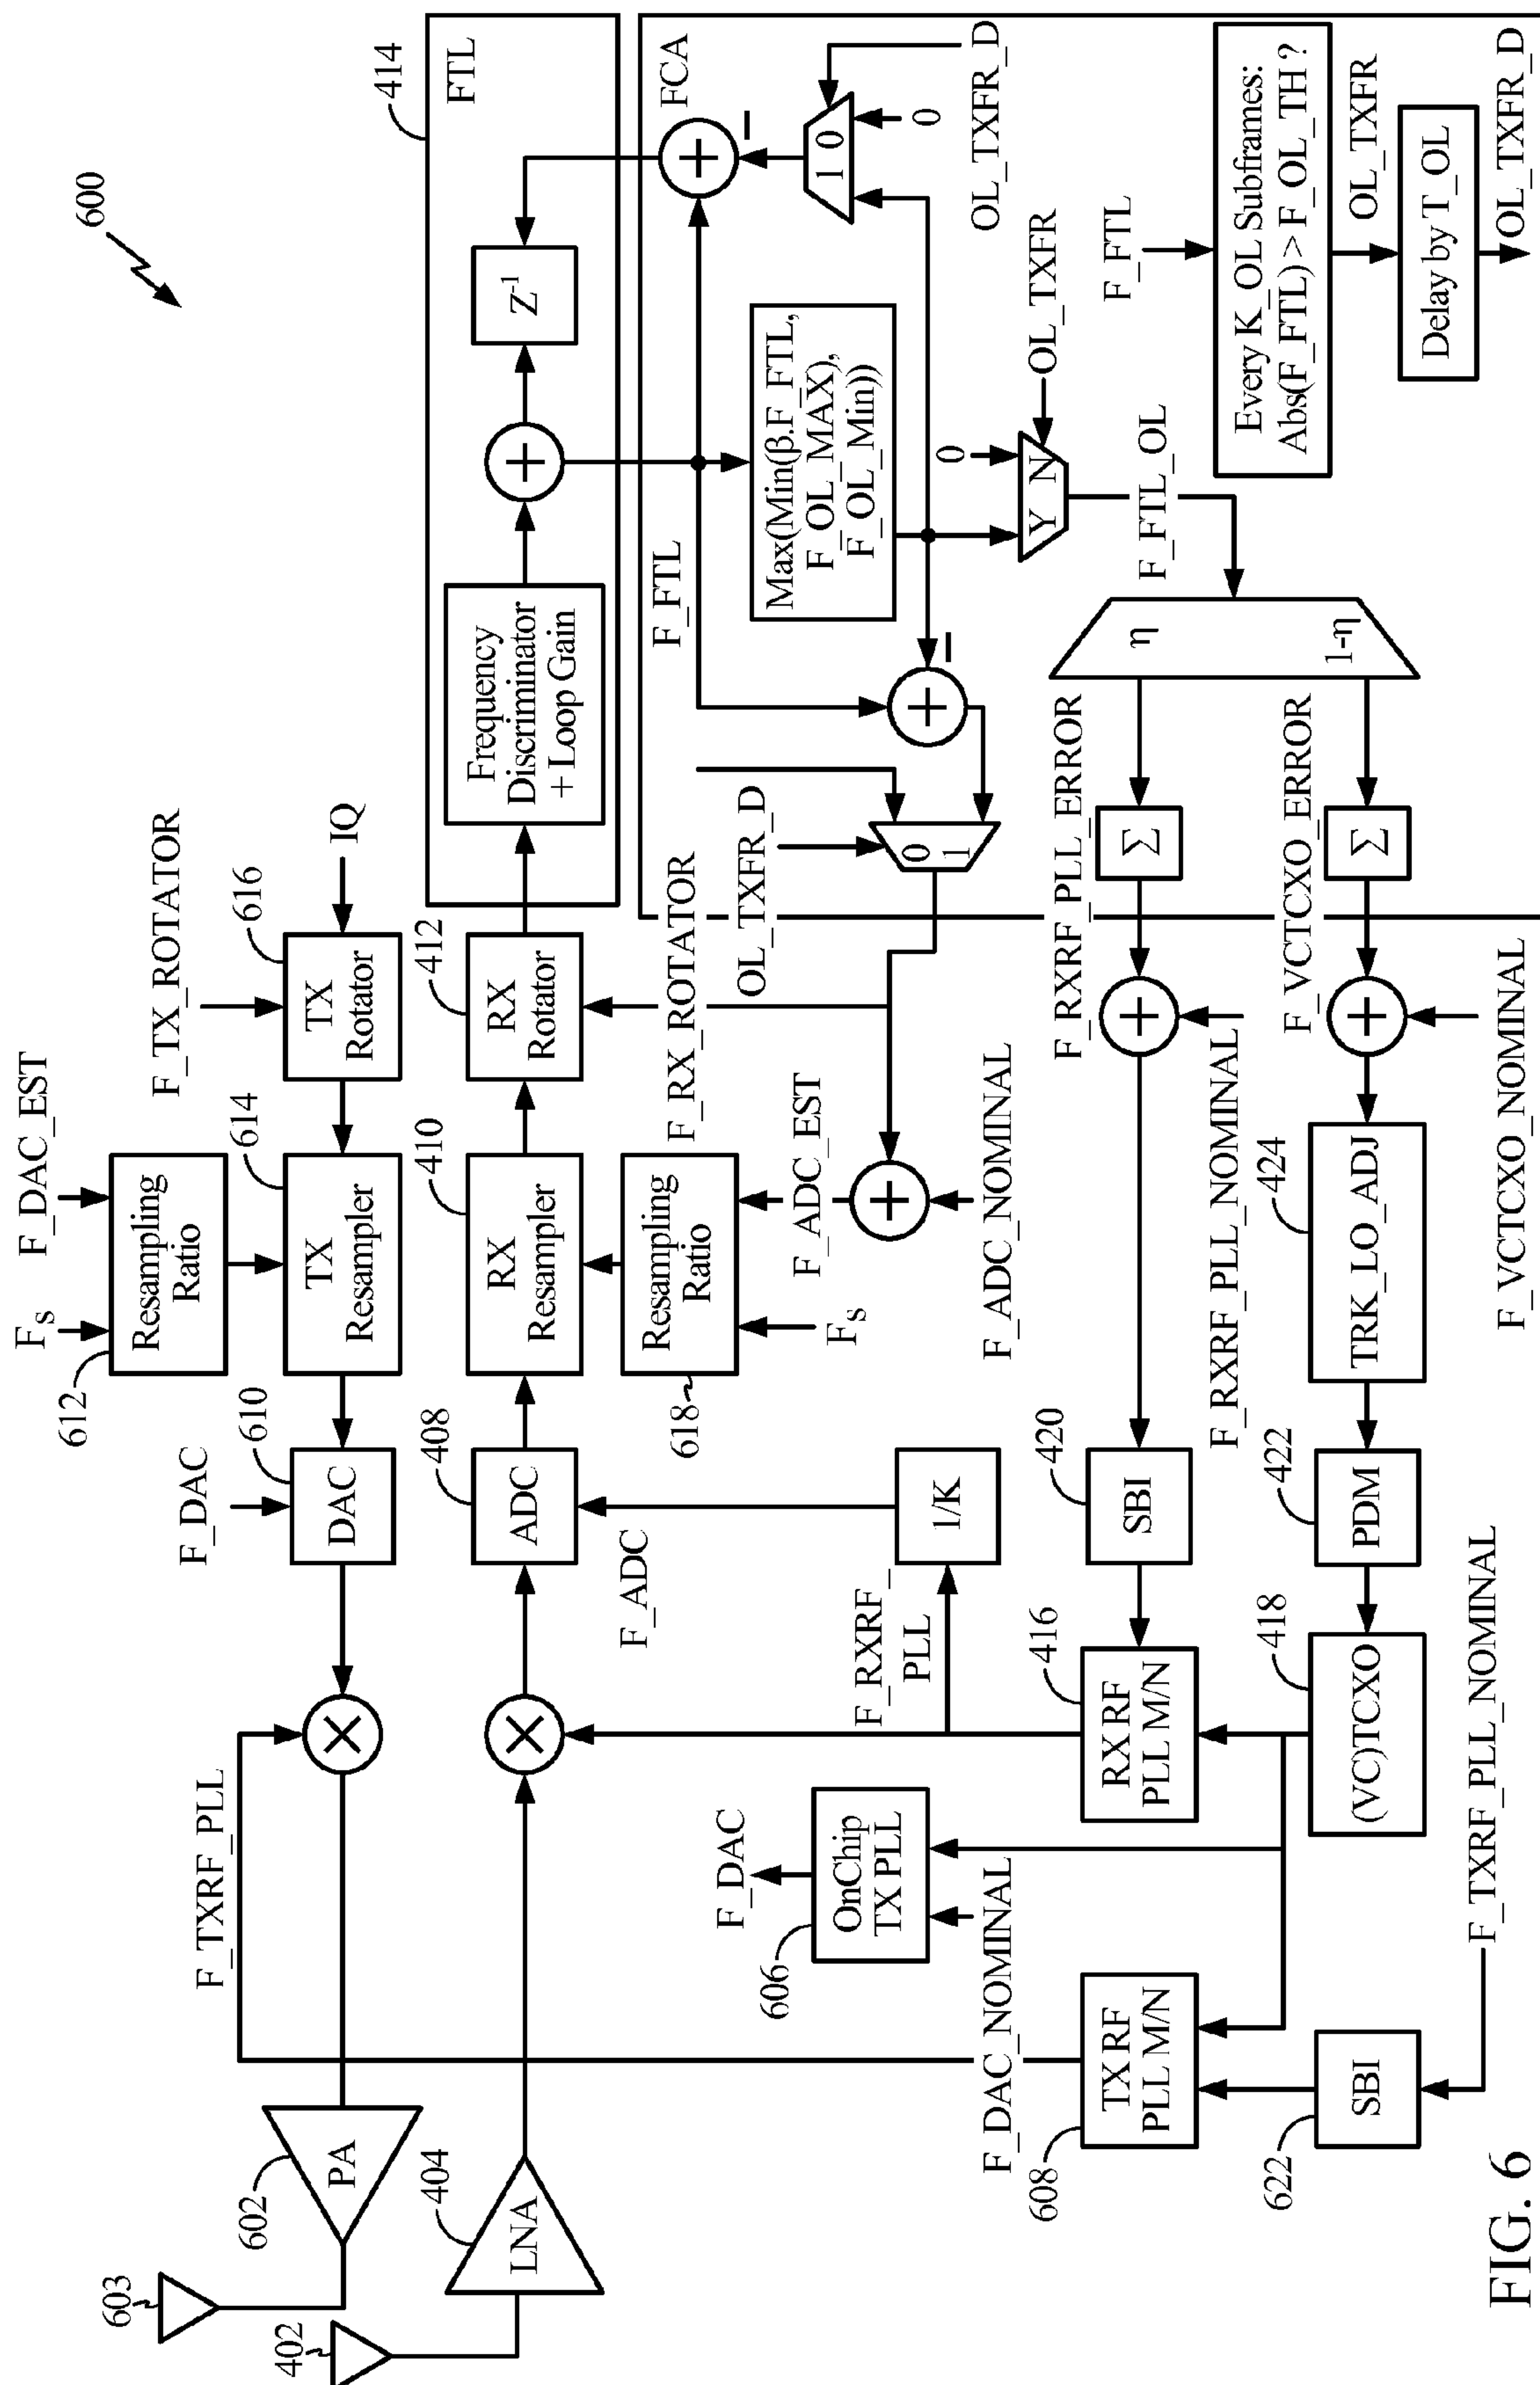 600
414
FTL
FCA
Z-1
+
+
Frequency
Discriminator
+ Loop Gain
F_FTL
Max(Min(β.F_FTL,
F_OL_MAX),
F_OL_Min))
1 0
0
−
OL_TXFR_D
0
Y N
OL_TXFR
F_FTL_OL
F_FTL
Every K_OL Subframes:
Abs(F_FTL) > F_OL_TH ?
OL_TXFR
Delay by T_OL
OL_TXFR_D
+
−
OL_TXFR_D
0
1
η
1-η
F_RXRF_PLL_ERROR
Σ
F_VCTCXO_ERROR
Σ
F_TX_ROTATOR
IQ
616
TX
Rotator
412
RX
Rotator
F_RX_ROTATOR
F_DAC_EST
Fs
Resampling
Ratio
612
614
TX
Resampler
410
RX
Resampler
Resampling
Ratio
618
Fs
F_ADC_EST
+
F_ADC_NOMINAL
+
F_RXRF_PLL_NOMINAL
+
F_VCTCXO_NOMINAL
424
TRK_LO_ADJ
F_DAC
610
DAC
408
ADC
F_ADC
1/K
F_RXRF_
PLL
420
SBI
422
PDM
416
RX RF
PLL M/N
418
(VC)TCXO
F_TXRF_PLL
×
×
F_DAC
OnChip
TX PLL
606
F_DAC_NOMINAL
TX RF
PLL M/N
608
SBI
622
F_TXRF_PLL_NOMINAL
602
PA
404
LNA
603
402
FIG. 6